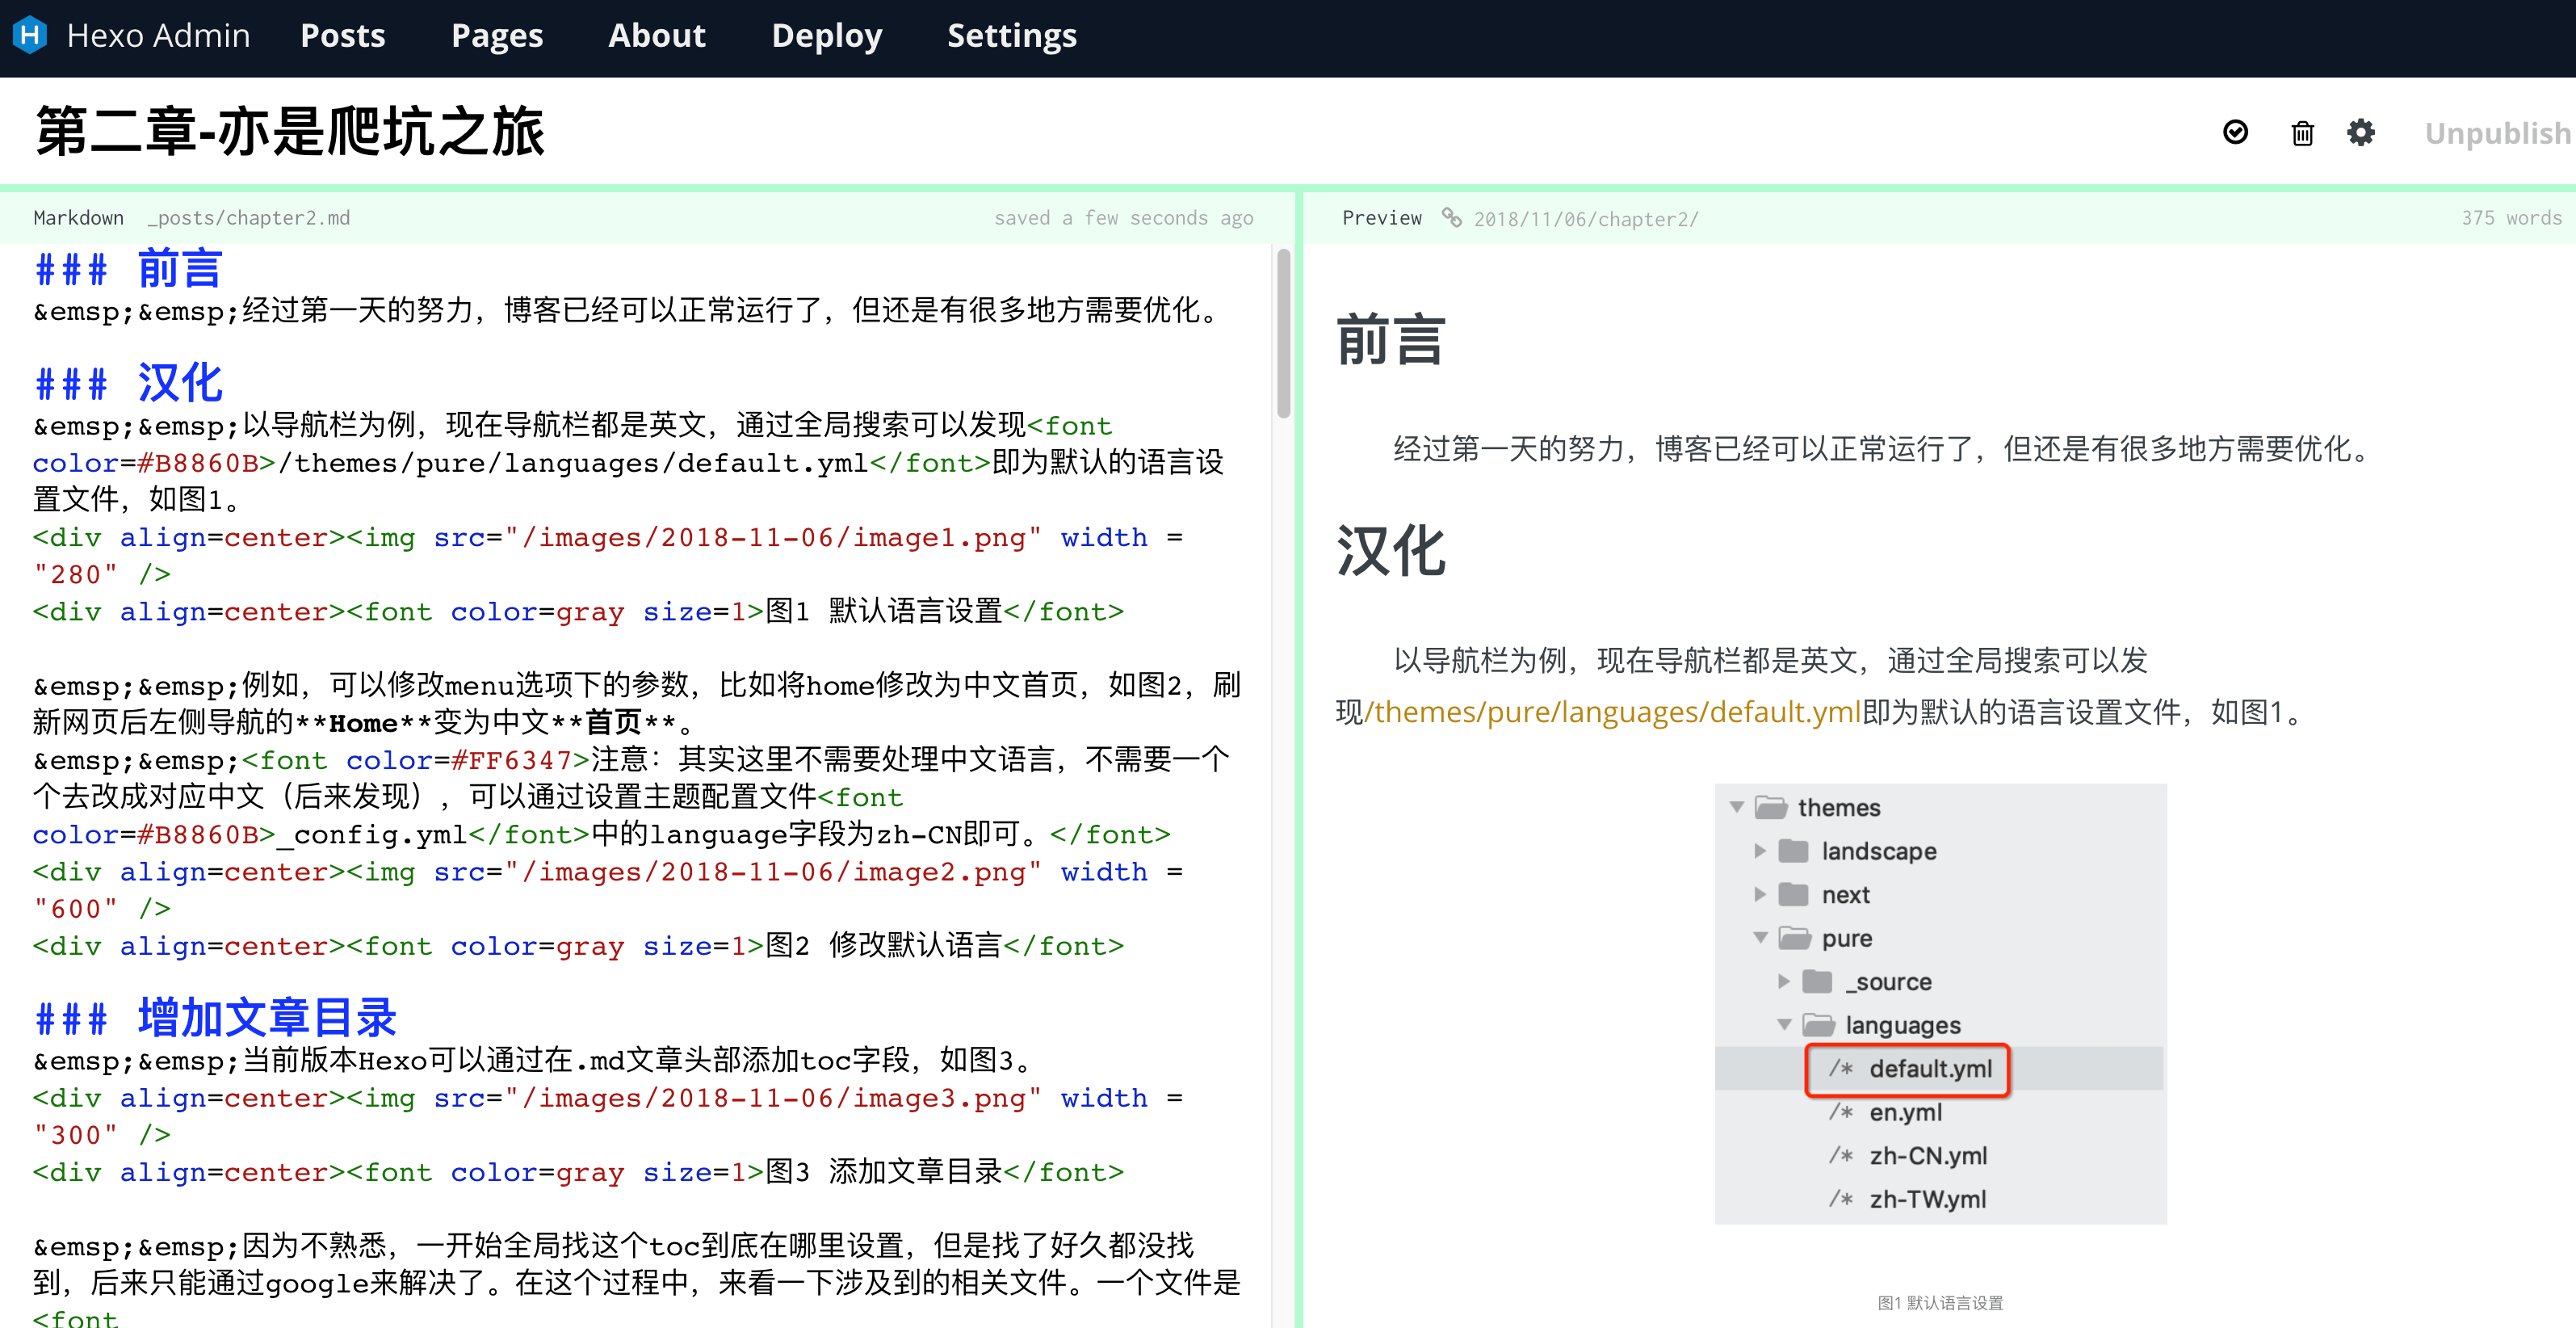 Hexo Admin Posts Pages About Deploy Settings
第二章-亦是爬坑之旅
Unpublish
Markdown _posts/chapter2.md saved a few seconds ago
### 前言
&emsp;&emsp;经过第一天的努力，博客已经可以正常运行了，但还是有很多地方需要优化。
### 汉化
&emsp;&emsp;以导航栏为例，现在导航栏都是英文，通过全局搜索可以发现<font
color=#B8860B>/themes/pure/languages/default.yml</font>即为默认的语言设
置文件，如图1。
<div align=center><img src="/images/2018-11-06/image1.png" width =
"280" />
<div align=center><font color=gray size=1>图1 默认语言设置</font>
&emsp;&emsp;例如，可以修改menu选项下的参数，比如将home修改为中文首页，如图2，刷
新网页后左侧导航的**Home**变为中文**首页**。
&emsp;&emsp;<font color=#FF6347>注意：其实这里不需要处理中文语言，不需要一个
个去改成对应中文（后来发现），可以通过设置主题配置文件<font
color=#B8860B>_config.yml</font>中的language字段为zh-CN即可。</font>
<div align=center><img src="/images/2018-11-06/image2.png" width =
"600" />
<div align=center><font color=gray size=1>图2 修改默认语言</font>
### 增加文章目录
&emsp;&emsp;当前版本Hexo可以通过在.md文章头部添加toc字段，如图3。
<div align=center><img src="/images/2018-11-06/image3.png" width =
"300" />
<div align=center><font color=gray size=1>图3 添加文章目录</font>
&emsp;&emsp;因为不熟悉，一开始全局找这个toc到底在哪里设置，但是找了好久都没找
到，后来只能通过google来解决了。在这个过程中，来看一下涉及到的相关文件。一个文件是
<font
Preview 2018/11/06/chapter2/ 375 words
前言
经过第一天的努力，博客已经可以正常运行了，但还是有很多地方需要优化。
汉化
以导航栏为例，现在导航栏都是英文，通过全局搜索可以发
现/themes/pure/languages/default.yml即为默认的语言设置文件，如图1。
themes
landscape
next
pure
_source
languages
/* default.yml
/* en.yml
/* zh-CN.yml
/* zh-TW.yml
图1 默认语言设置